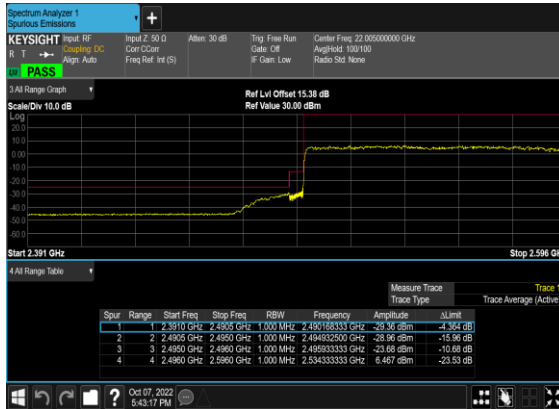 Spectrum Analyzer 1
Spurious Emissions
+
KEYSIGHT Input: RF Input Z: 50 Ω Atten: 30 dB Trig: Free Run Center Freq: 22.005000000 GHz
R T Coupling: DC Corr CCorr Gate: Off Avg|Hold: 100/100
Align: Auto Freq Ref: Int (S) IF Gain: Low Radio Std: None
PASS
3 All Range Graph
Ref Lvl Offset 15.38 dB
Scale/Div 10.0 dB Ref Value 30.00 dBm
Log
20.0
10.0
0.00
-10.0
-20.0
-30.0
-40.0
-50.0
-60.0
Start 2.391 GHz Stop 2.596 GH
4 All Range Table
Measure Trace Trace 1
Trace Type Trace Average (Active
Spur Range Start Freq Stop Freq RBW Frequency Amplitude ΔLimit
1 1 2.3910 GHz 2.4905 GHz 1.000 MHz 2.490168333 GHz -29.36 dBm -4.364 dB
2 2 2.4905 GHz 2.4950 GHz 1.000 MHz 2.494932500 GHz -28.96 dBm -15.96 dB
3 3 2.4950 GHz 2.4960 GHz 1.000 MHz 2.495933333 GHz -23.68 dBm -10.68 dB
4 4 2.4960 GHz 2.5960 GHz 1.000 MHz 2.534333333 GHz 6.467 dBm -23.53 dB
? Oct 07, 2022
5:43:17 PM